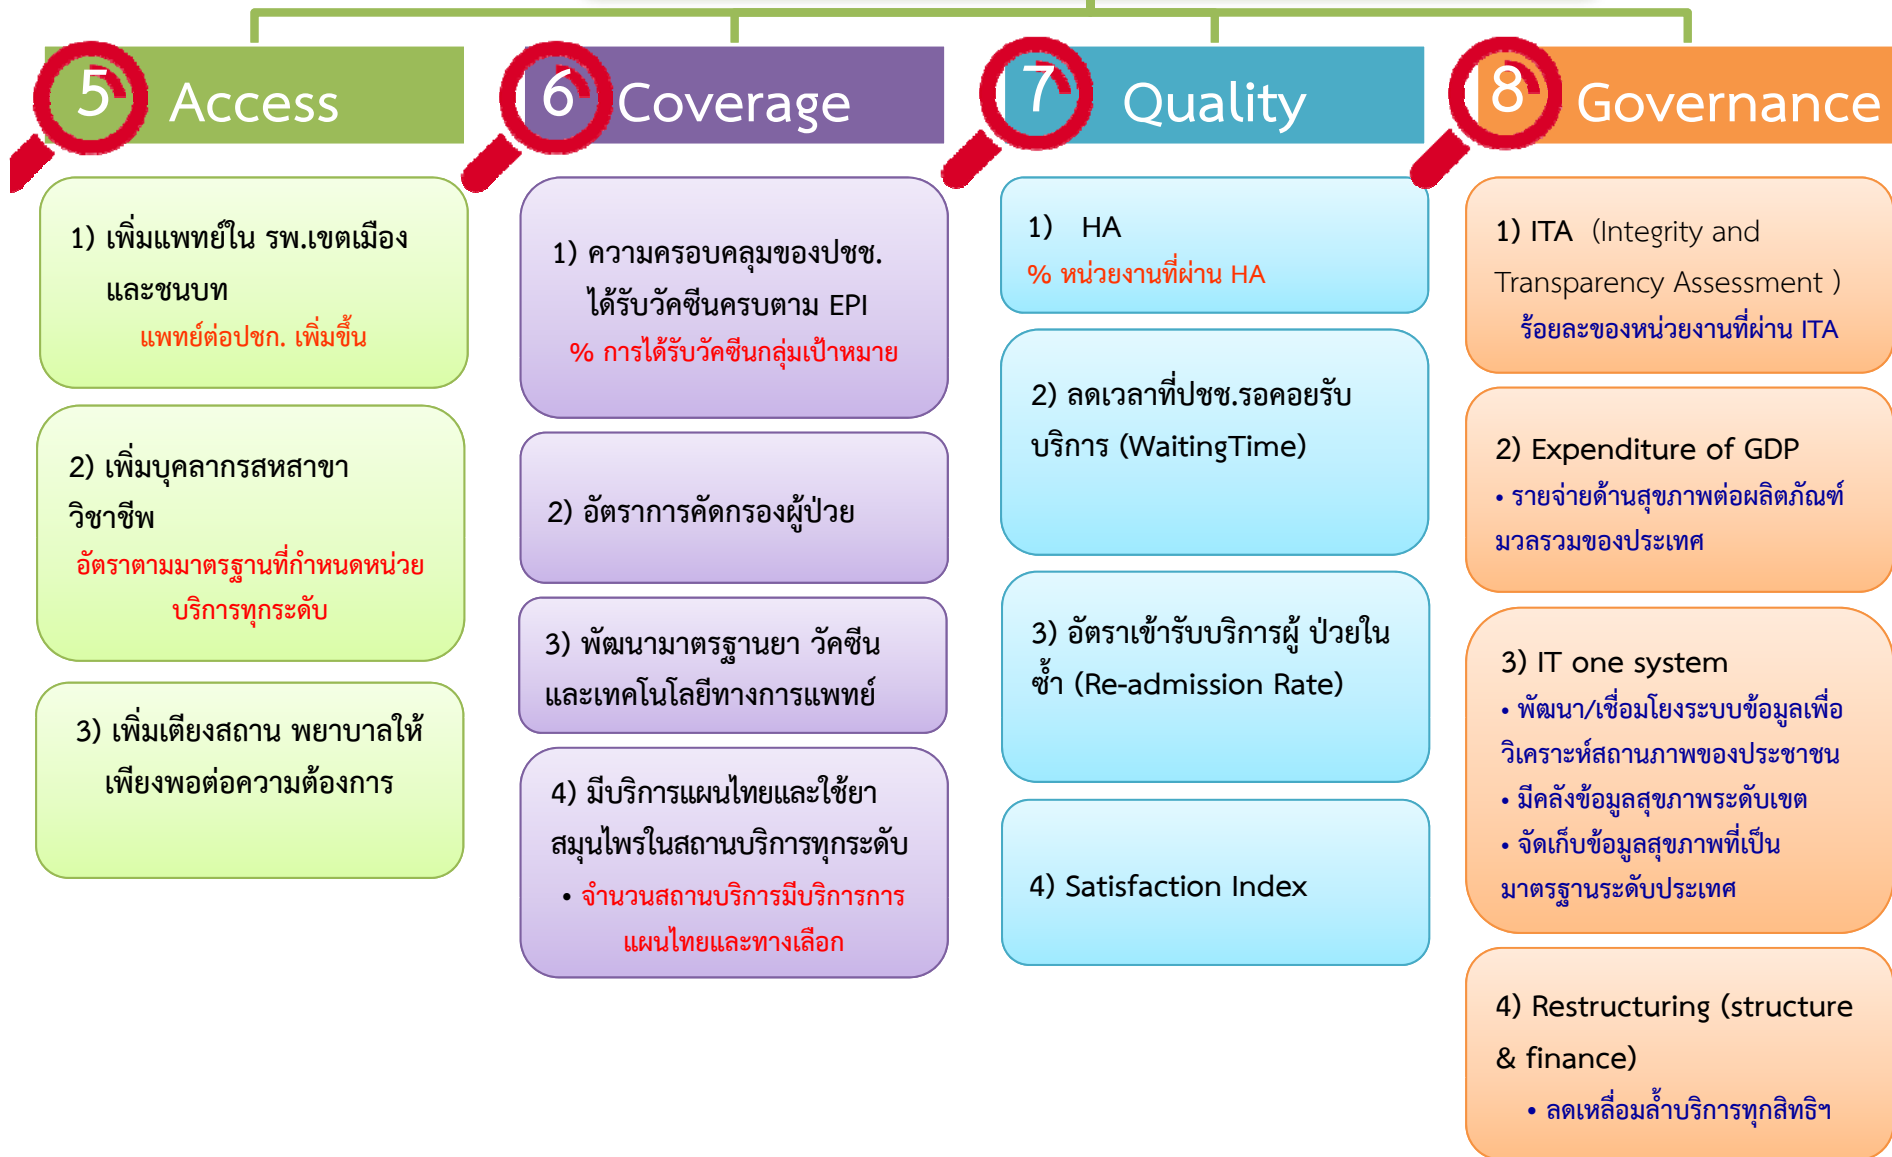 5 Access
1) เพิ่มแพทย์ใน รพ.เขตเมือง
และชนบท
แพทย์ต่อปชก. เพิ่มขึ้น
2) เพิ่มบุคลากรสหสาขา
วิชาชีพ
อัตราตามมาตรฐานที่กำหนดหน่วย
บริการทุกระดับ
3) เพิ่มเตียงสถาน พยาบาลให้
เพียงพอต่อความต้องการ
6 Coverage
1) ความครอบคลุมของปชช.
ได้รับวัคซีนครบตาม EPI
% การได้รับวัคซีนกลุ่มเป้าหมาย
2) อัตราการคัดกรองผู้ป่วย
3) พัฒนามาตรฐานยา วัคซีน
และเทคโนโลยีทางการแพทย์
4) มีบริการแผนไทยและใช้ยา
สมุนไพรในสถานบริการทุกระดับ
• จำนวนสถานบริการมีบริการการ
แผนไทยและทางเลือก
7 Quality
1) HA
% หน่วยงานที่ผ่าน HA
2) ลดเวลาที่ปชช.รอคอยรับ
บริการ (WaitingTime)
3) อัตราเข้ารับบริการผู้ ป่วยใน
ซ้ำ (Re-admission Rate)
4) Satisfaction Index
8 Governance
1) ITA (Integrity and
Transparency Assessment )
ร้อยละของหน่วยงานที่ผ่าน ITA
2) Expenditure of GDP
• รายจ่ายด้านสุขภาพต่อผลิตภัณฑ์
มวลรวมของประเทศ
3) IT one system
• พัฒนา/เชื่อมโยงระบบข้อมูลเพื่อ
วิเคราะห์สถานภาพของประชาชน
• มีคลังข้อมูลสุขภาพระดับเขต
• จัดเก็บข้อมูลสุขภาพที่เป็น
มาตรฐานระดับประเทศ
4) Restructuring (structure
& finance)
• ลดเหลื่อมล้ำบริการทุกสิทธิฯ